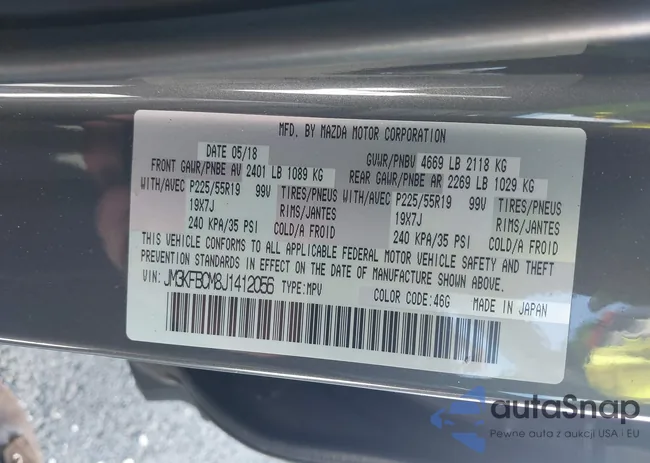 MFD. BY MAZDA MOTOR CORPORATION
DATE 05/18 GVWR/PNBV 4669 LB 2118 KG
FRONT GAWR/PNBE AV 2401 LB 1089 KG REAR GAWR/PNBE AR 2269 LB 1029 KG
WITH/AVEC P225/55R19 99V TIRES/PNEUS WITH/AVEC P225/55R19 99V TIRES/PNEUS
19X7J RIMS/JANTES 19X7J RIMS/JANTES
240 KPA/35 PSI COLD/A FROID 240 KPA/35 PSI COLD/A FROID
THIS VEHICLE CONFORMS TO ALL APPLICABLE FEDERAL MOTOR VEHICLE SAFETY AND THEFT
PREVENTION STANDARDS IN EFFECT ON THE DATE OF MANUFACTURE SHOWN ABOVE.
VIN: JM3KFBCM8J1412056 TYPE:MPV COLOR CODE:46G MADE IN JAPAN
autaSnap
Pewne auta z aukcji USA i EU